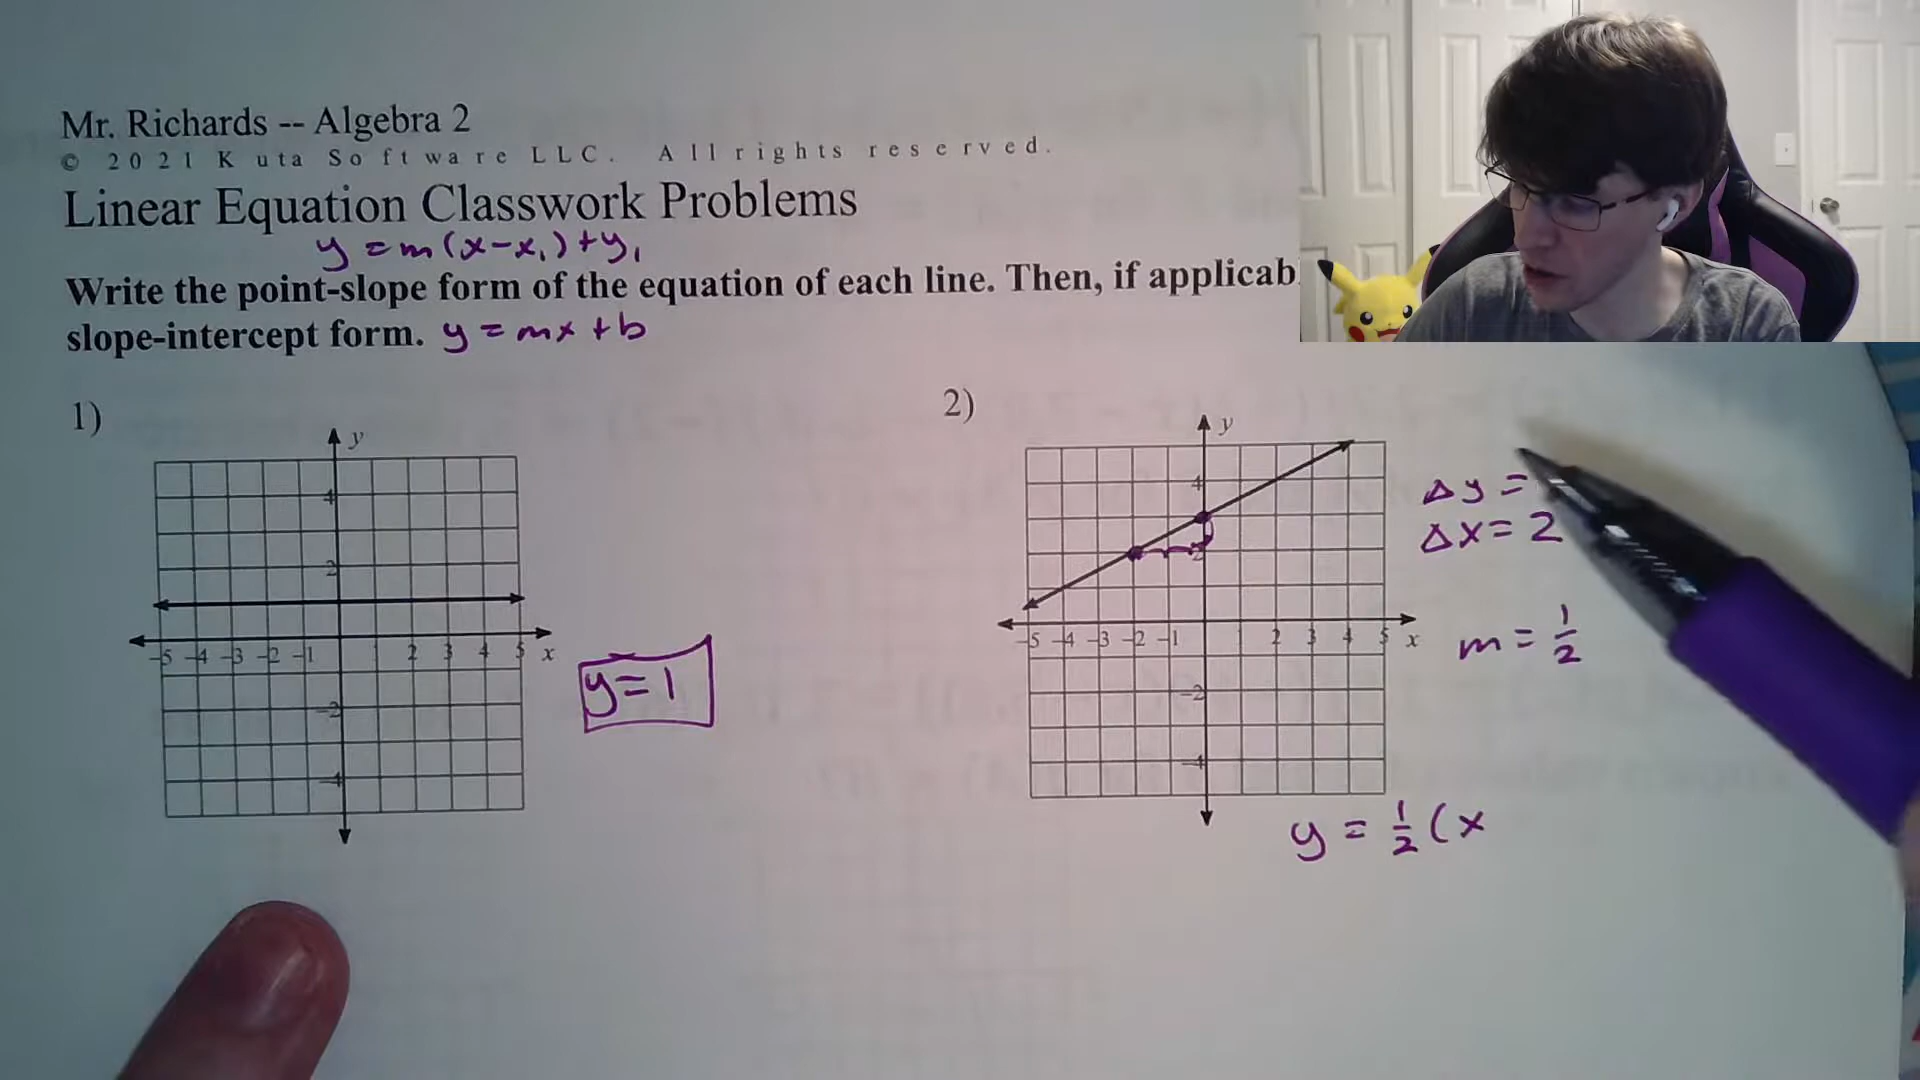 Mr. Richards -- Algebra 2
© 2021 Kuta Software LLC. All rights reserved.
Linear Equation Classwork Problems
y = m(x-x₁)+y₁
Write the point-slope form of the equation of each line. Then, if applicab
slope-intercept form. y = mx + b
1)
2)
y
4
2
-5 -4 -3 -2 -1 2 3 4 5 x
-2
-4
y = 1
y
4
2
-5 -4 -3 -2 -1 2 3 4 5 x
-2
-4
Δy =
Δx = 2
m = 1/2
y = 1/2 (x